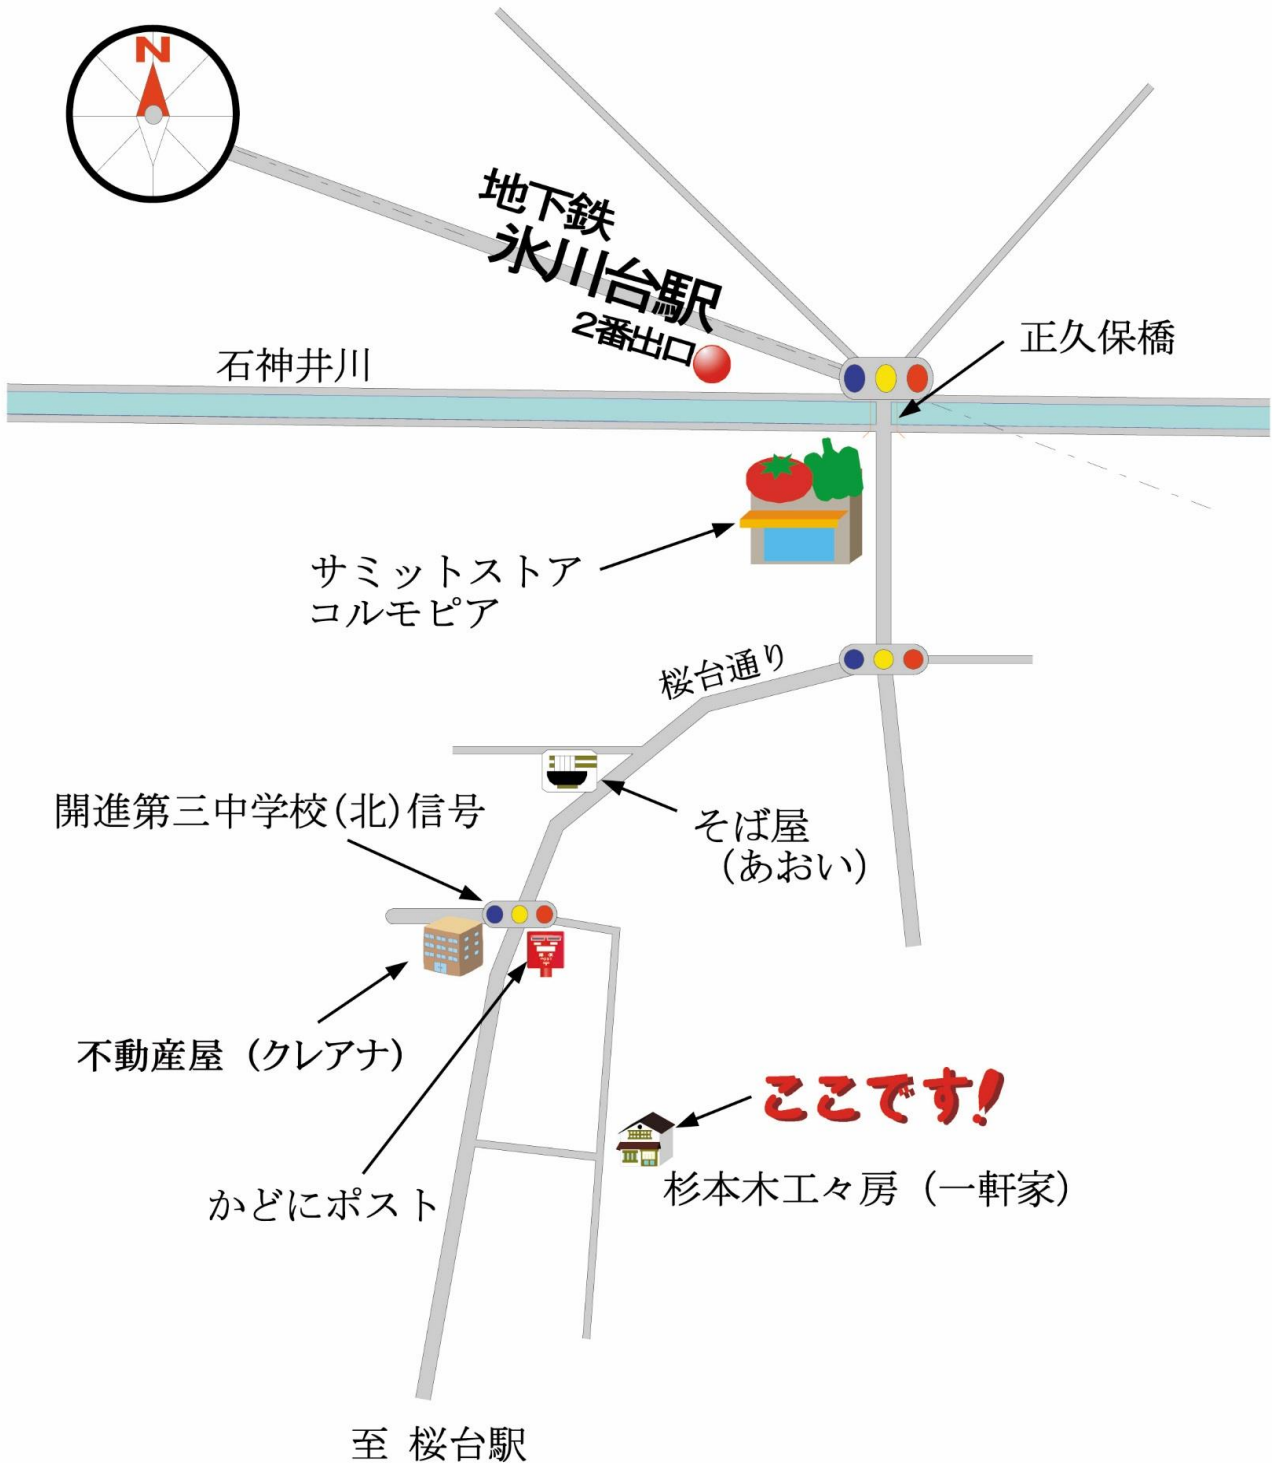 N
地下鉄
氷川台駅
2番出口
正久保橋
石神井川
サミットストア
コルモピア
桜台通り
開進第三中学校(北)信号
そば屋
(あおい)
不動産屋 (クレアナ)
ここです!
杉本木工々房 (一軒家)
かどにポスト
至 桜台駅